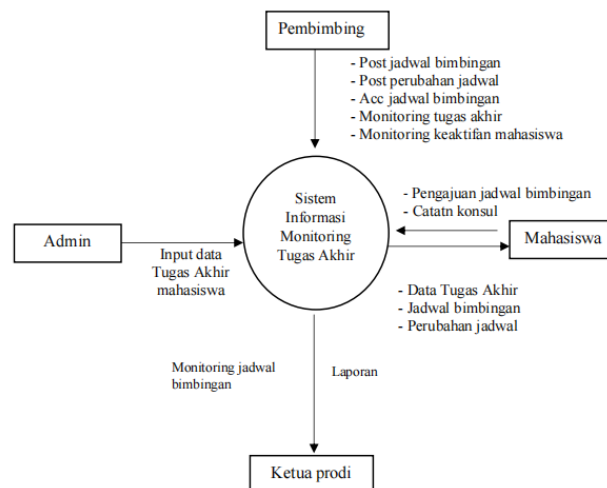 Pembimbing
- Post jadwal bimbingan
- Post perubahan jadwal
- Acc jadwal bimbingan
- Monitoring tugas akhir
- Monitoring keaktifan mahasiswa
Sistem
Informasi
Monitoring
Tugas Akhir
- Pengajuan jadwal bimbingan
- Catatn konsul
Admin
Mahasiswa
Input data
Tugas Akhir
mahasiswa
- Data Tugas Akhir
- Jadwal bimbingan
- Perubahan jadwal
Monitoring jadwal
bimbingan
Laporan
Ketua prodi